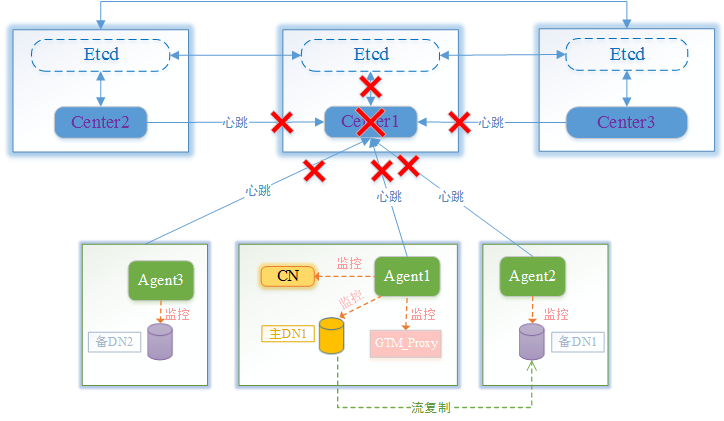 Etcd
Etcd
Etcd
Center2
心跳
Center1
心跳
Center3
心跳
心跳
心跳
Agent3
监控
备DN2
CN
监控
Agent1
监控
监控
主DN1
GTM_Proxy
Agent2
监控
备DN1
流复制